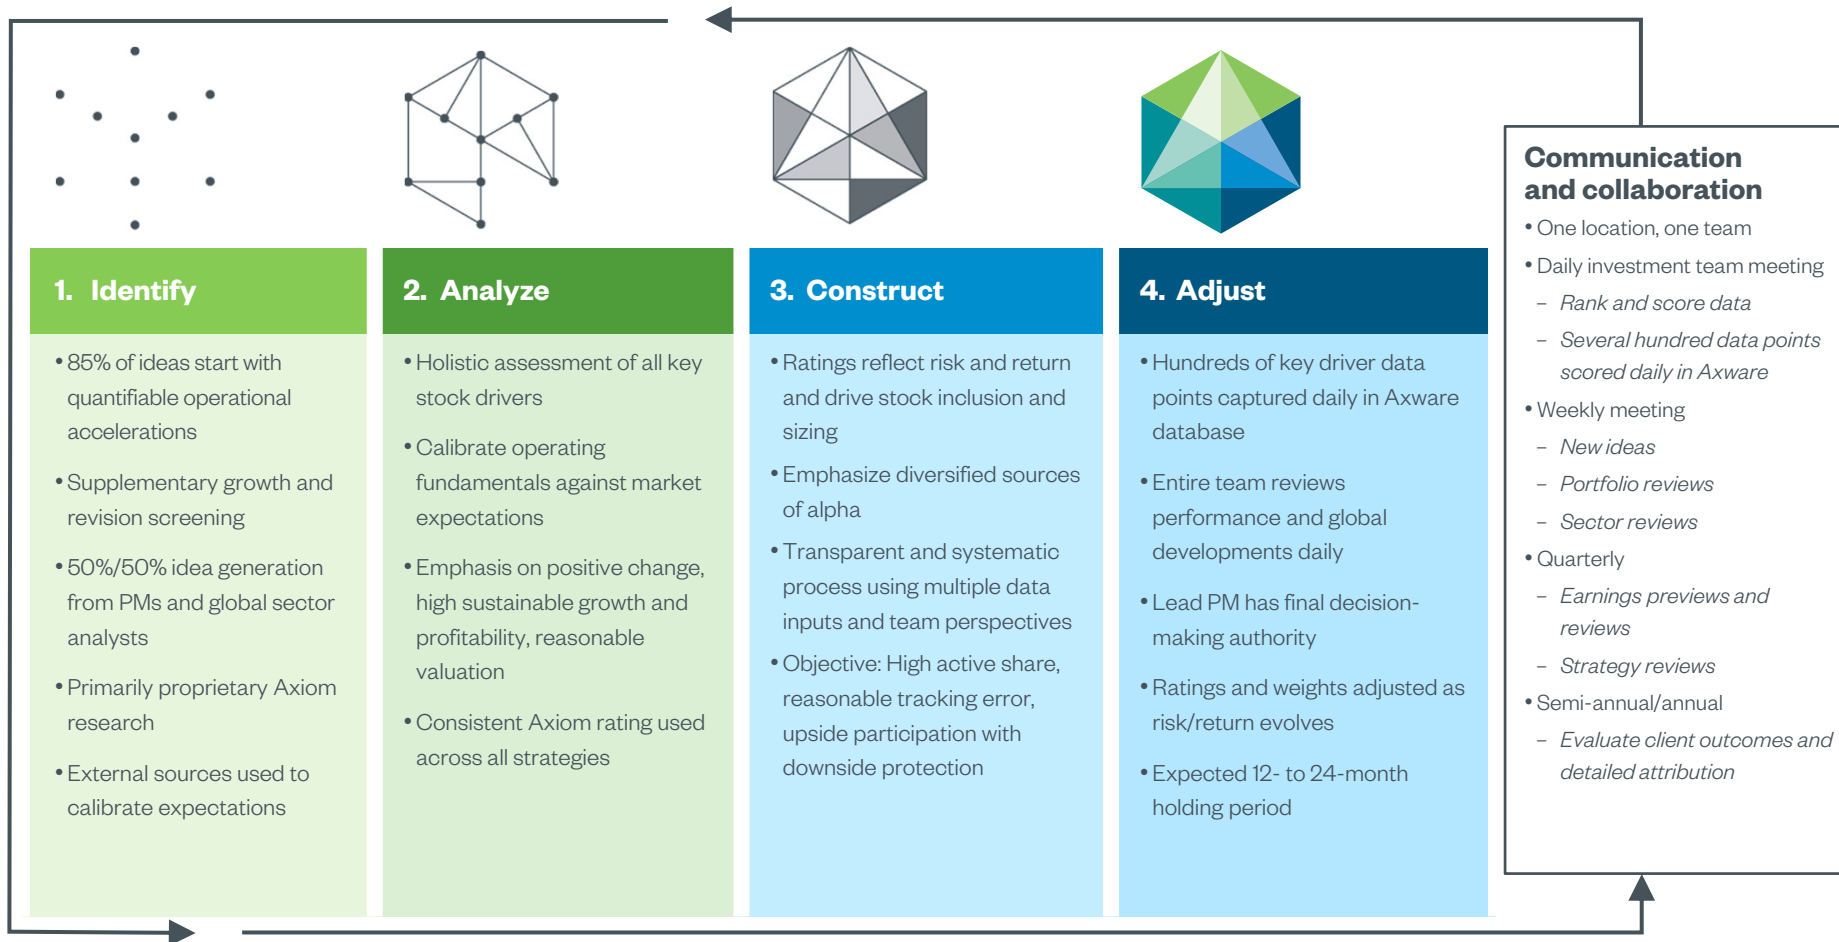 1. Identify
• 85% of ideas start with
quantifiable operational
accelerations
• Supplementary growth and
revision screening
• 50%/50% idea generation
from PMs and global sector
analysts
• Primarily proprietary Axiom
research
• External sources used to
calibrate expectations
2. Analyze
• Holistic assessment of all key
stock drivers
• Calibrate operating
fundamentals against market
expectations
• Emphasis on positive change,
high sustainable growth and
profitability, reasonable
valuation
• Consistent Axiom rating used
across all strategies
3. Construct
• Ratings reflect risk and return
and drive stock inclusion and
sizing
• Emphasize diversified sources
of alpha
• Transparent and systematic
process using multiple data
inputs and team perspectives
• Objective: High active share,
reasonable tracking error,
upside participation with
downside protection
4. Adjust
• Hundreds of key driver data
points captured daily in Axware
database
• Entire team reviews
performance and global
developments daily
• Lead PM has final decision-
making authority
• Ratings and weights adjusted as
risk/return evolves
• Expected 12- to 24-month
holding period
Communication
and collaboration
• One location, one team
• Daily investment team meeting
– Rank and score data
– Several hundred data points
scored daily in Axware
• Weekly meeting
– New ideas
– Portfolio reviews
– Sector reviews
• Quarterly
– Earnings previews and
reviews
– Strategy reviews
• Semi-annual/annual
– Evaluate client outcomes and
detailed attribution